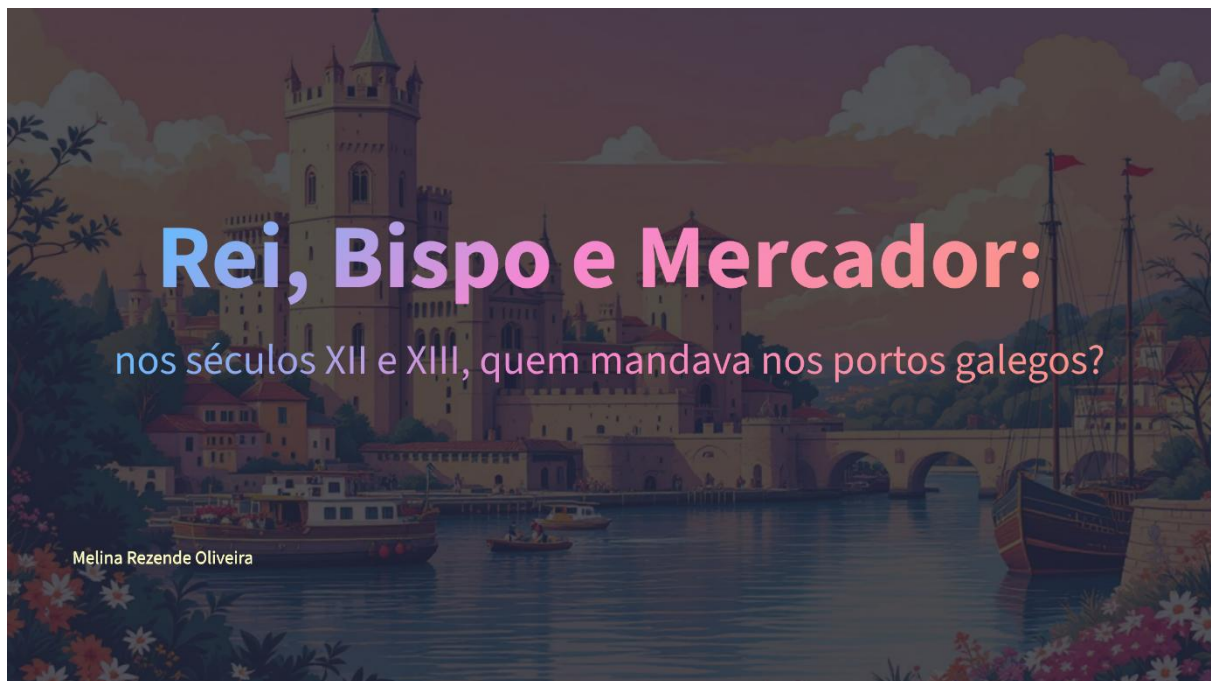 Rei, Bispo e Mercador:
nos séculos XII e XIII, quem mandava nos portos galegos?
Melina Rezende Oliveira